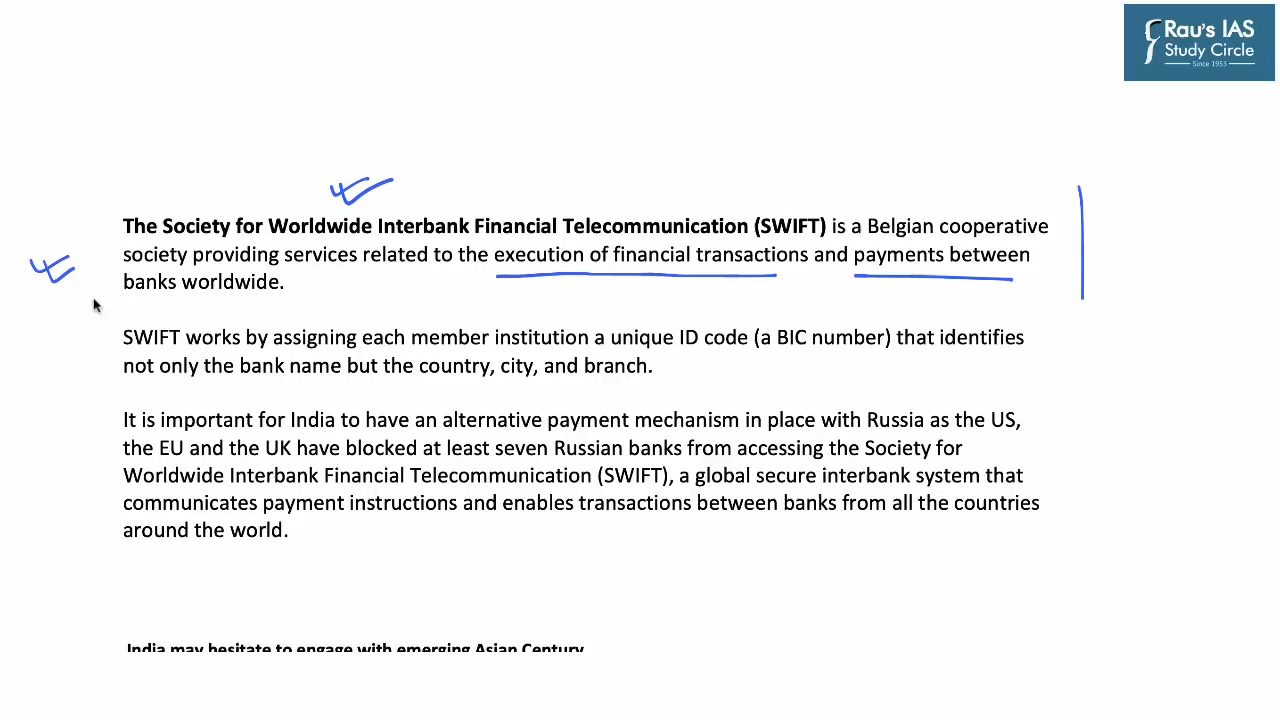 Rau's IAS
Study Circle
Since 1953
The Society for Worldwide Interbank Financial Telecommunication (SWIFT) is a Belgian cooperative
society providing services related to the execution of financial transactions and payments between
banks worldwide.
SWIFT works by assigning each member institution a unique ID code (a BIC number) that identifies
not only the bank name but the country, city, and branch.
It is important for India to have an alternative payment mechanism in place with Russia as the US,
the EU and the UK have blocked at least seven Russian banks from accessing the Society for
Worldwide Interbank Financial Telecommunication (SWIFT), a global secure interbank system that
communicates payment instructions and enables transactions between banks from all the countries
around the world.
India may hesitate to engage with emerging Asian Century